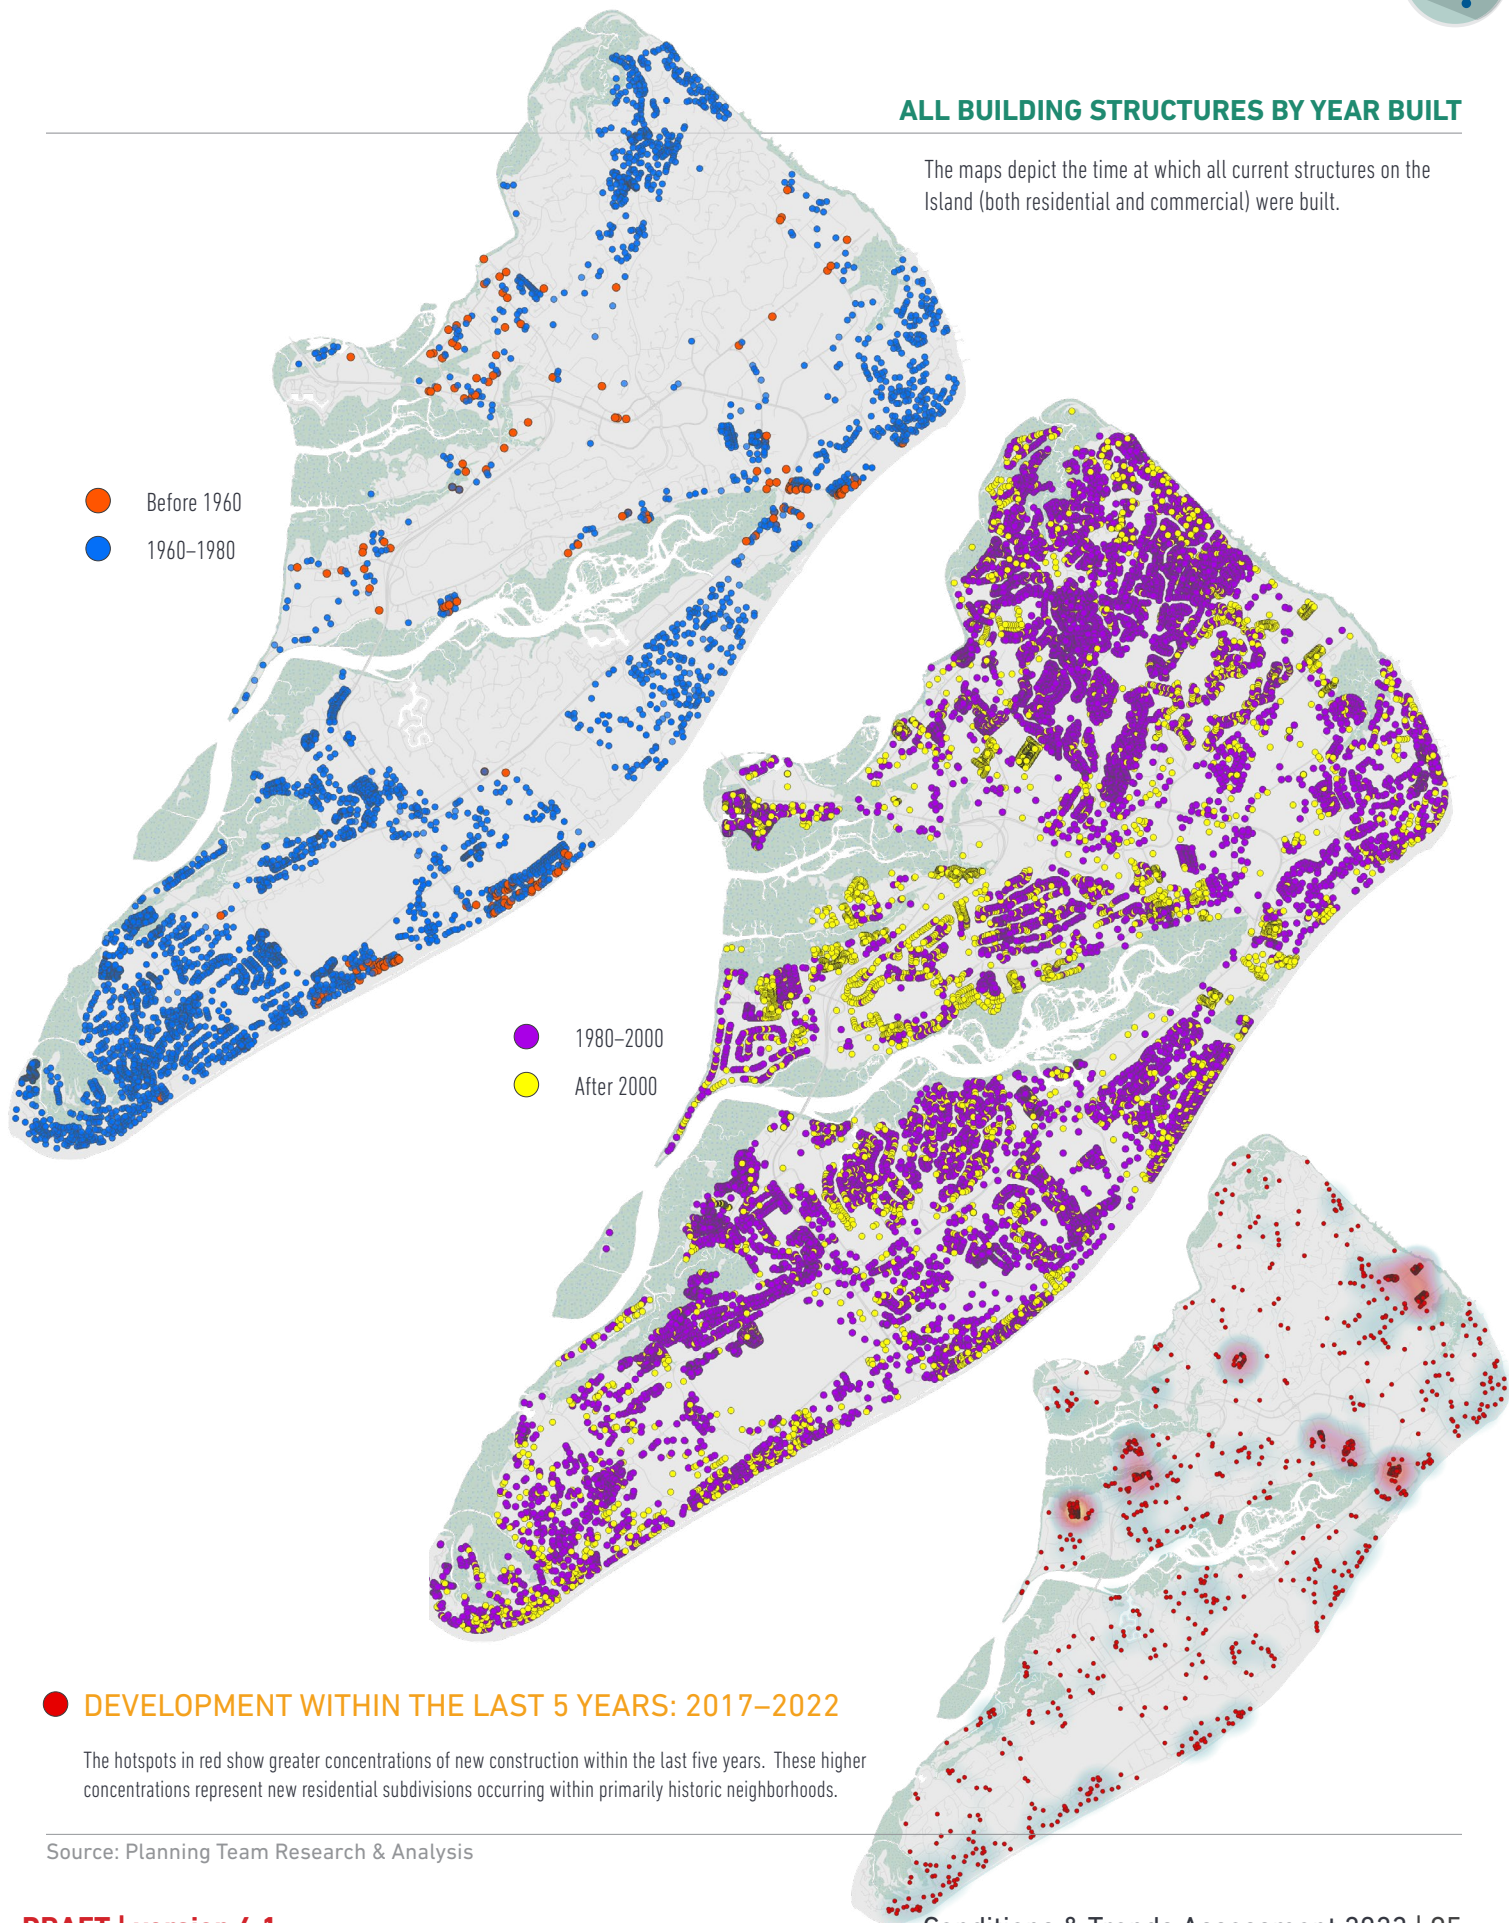 ALL BUILDING STRUCTURES BY YEAR BUILT
The maps depict the time at which all current structures on the
Island (both residential and commercial) were built.
Before 1960
1960–1980
1980–2000
After 2000
DEVELOPMENT WITHIN THE LAST 5 YEARS: 2017–2022
The hotspots in red show greater concentrations of new construction within the last five years. These higher
concentrations represent new residential subdivisions occurring within primarily historic neighborhoods.
Source: Planning Team Research & Analysis